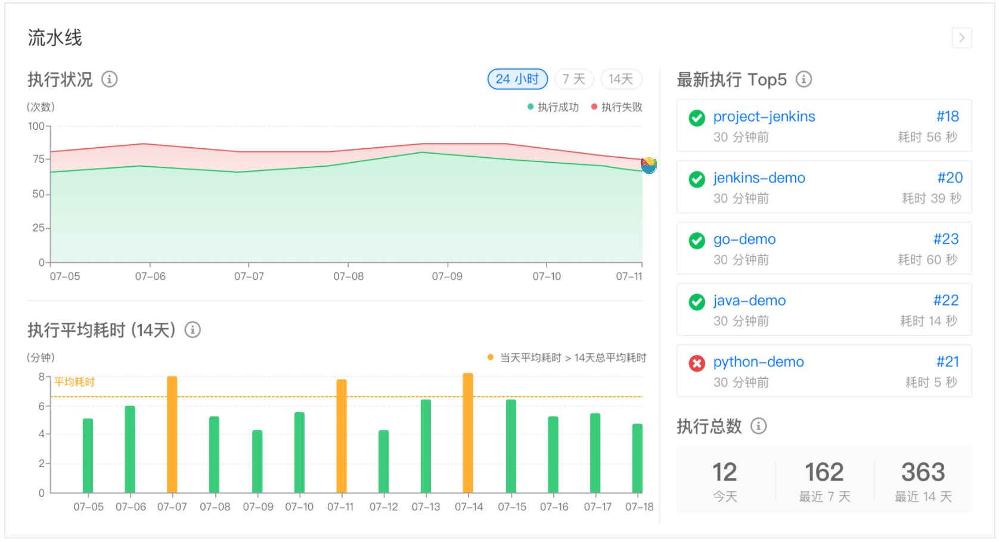 流水线
执行状况
24 小时 7 天 14天
(次数)
执行成功 执行失败
100
75
50
25
0
07-05 07-06 07-07 07-08 07-09 07-10 07-11
执行平均耗时 (14天)
(分钟)
当天平均耗时 > 14天总平均耗时
8
平均耗时
6
4
2
0
07-05 07-06 07-07 07-08 07-09 07-10 07-11 07-12 07-13 07-14 07-15 07-16 07-17 07-18
最新执行 Top5
project-jenkins #18
30 分钟前 耗时 56 秒
jenkins-demo #20
30 分钟前 耗时 39 秒
go-demo #23
30 分钟前 耗时 60 秒
java-demo #22
30 分钟前 耗时 14 秒
python-demo #21
30 分钟前 耗时 5 秒
执行总数
12 162 363
今天 最近 7 天 最近 14 天